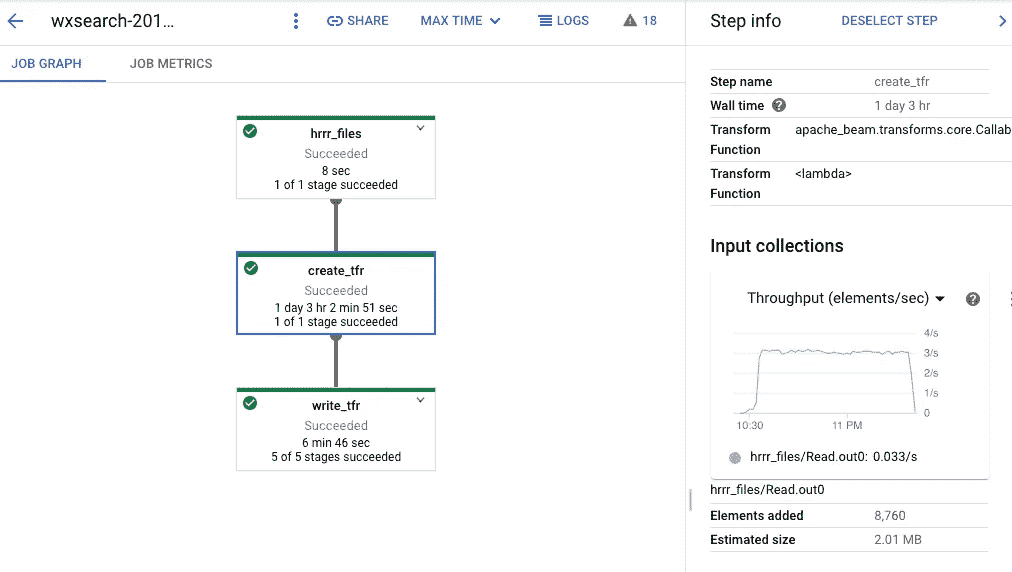 wxsearch-201...
SHARE
MAX TIME
LOGS
18
JOB GRAPH
JOB METRICS
hrrr_files
Succeeded
8 sec
1 of 1 stage succeeded
create_tfr
Succeeded
1 day 3 hr 2 min 51 sec
1 of 1 stage succeeded
write_tfr
Succeeded
6 min 46 sec
5 of 5 stages succeeded
Step info
DESELECT STEP
Step name create_tfr
Wall time ? 1 day 3 hr
Transform apache_beam.transforms.core.Callab
Function
Transform <lambda>
Function
Input collections
Throughput (elements/sec) ?
4/s
3/s
2/s
1/s
0
10:30 11 PM
hrrr_files/Read.out0: 0.033/s
hrrr_files/Read.out0
Elements added 8,760
Estimated size 2.01 MB